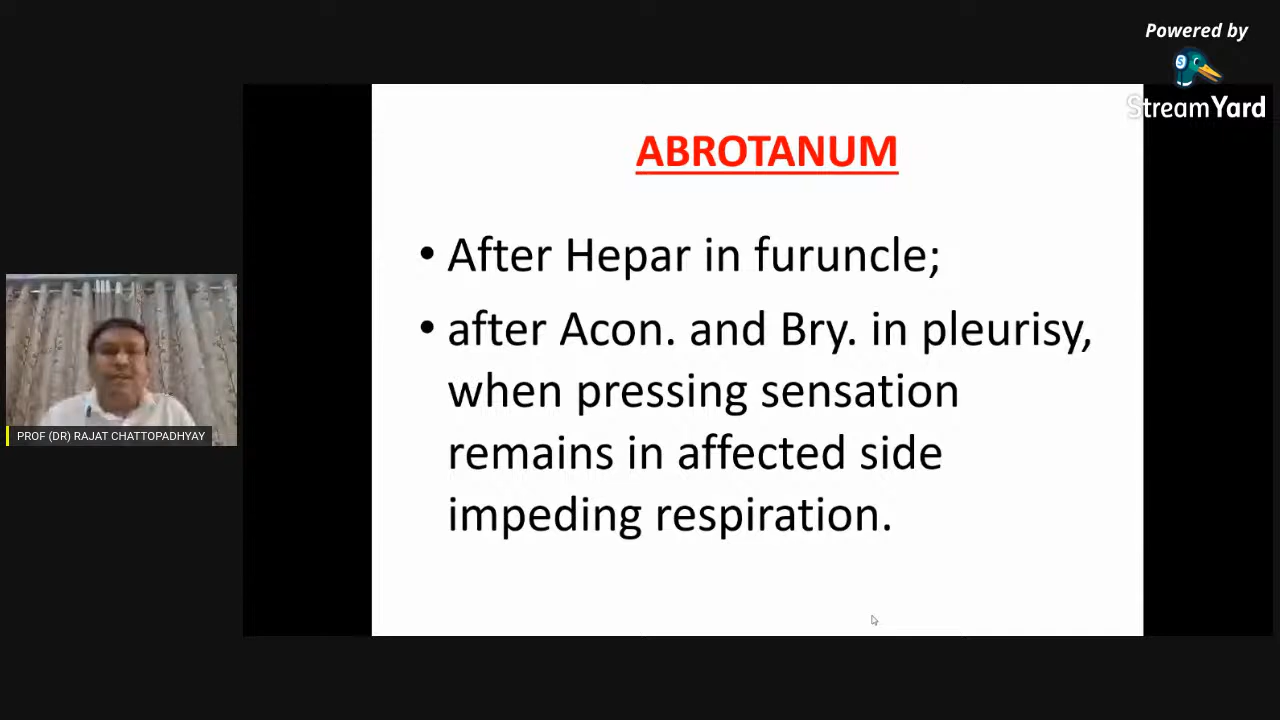 Powered by
StreamYard
ABROTANUM
• After Hepar in furuncle;
• after Acon. and Bry. in pleurisy,
when pressing sensation
remains in affected side
impeding respiration.
PROF (DR) RAJAT CHATTOPADHYAY